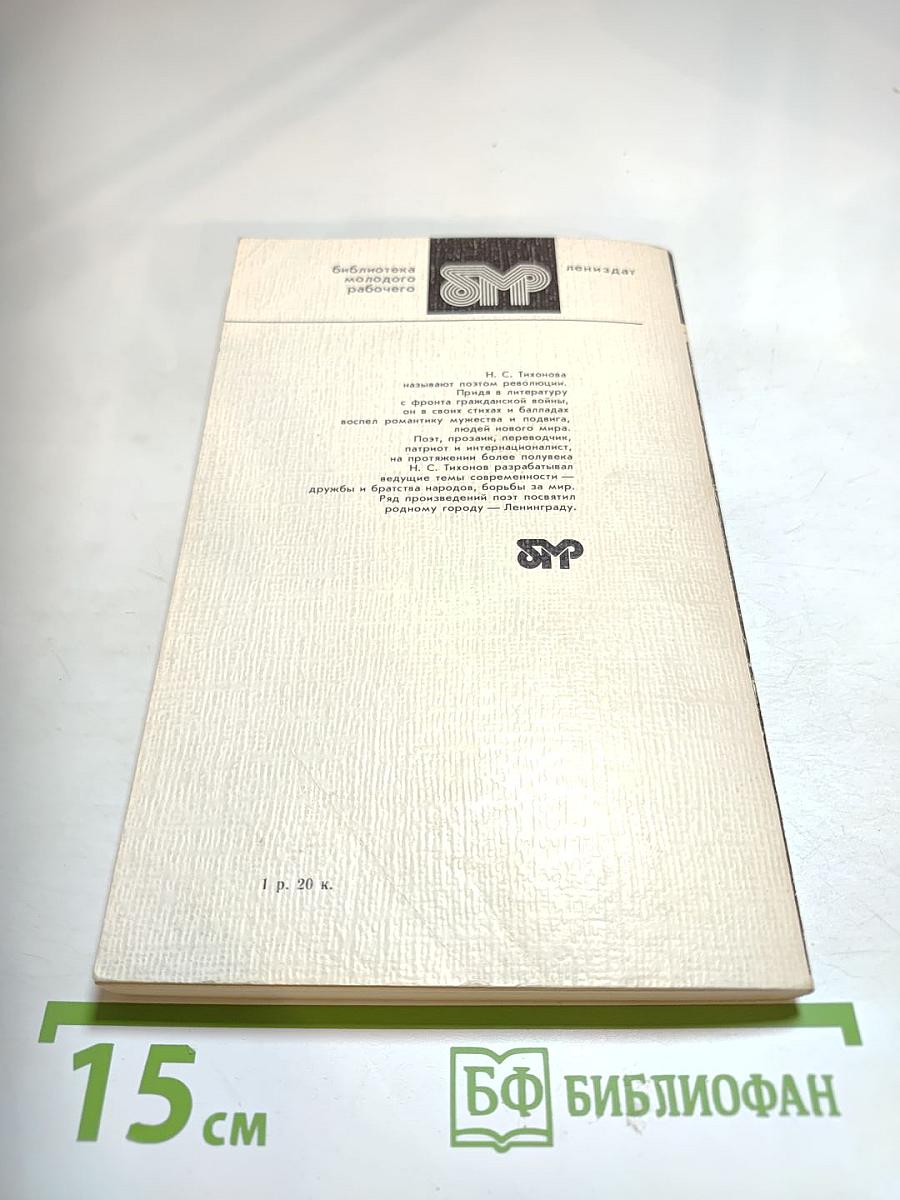 библиотека
молодого
рабочего
бмр
лениздат
Н. С. Тихонова
называют поэтом революции.
Придя в литературу
с фронта гражданской войны,
он в своих стихах и балладах
воспел романтику мужества и подвига,
людей нового мира.
Поэт, прозаик, переводчик,
патриот и интернационалист,
на протяжении более полувека
Н. С. Тихонов разрабатывал
ведущие темы современности —
дружбы и братства народов, борьбы за мир.
Ряд произведений поэт посвятил
родному городу — Ленинграду.
бмр
1 р. 20 к.
15 см
БФ БИБЛИОФАН